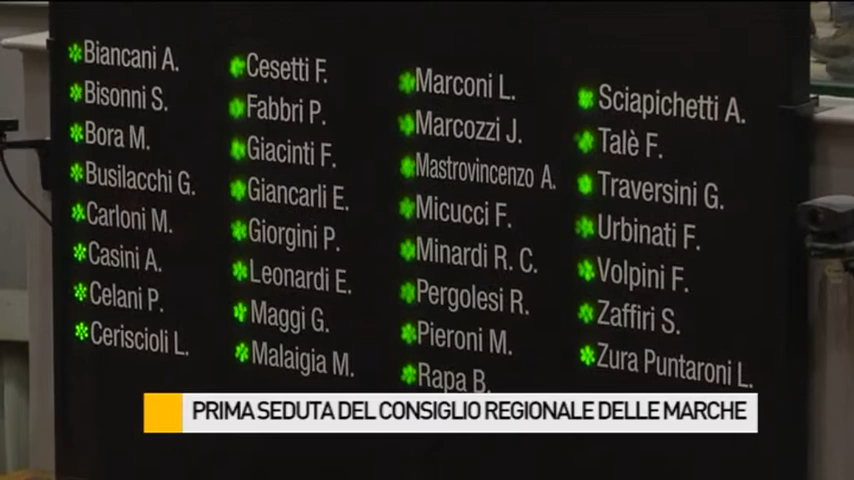 Biancani A.
Bisonni S.
Bora M.
Busilacchi G.
Carloni M.
Casini A.
Celani P.
Ceriscioli L.
Cesetti F.
Fabbri P.
Giacinti F.
Giancarli E.
Giorgini P.
Leonardi E.
Maggi G.
Malaigia M.
Marconi L.
Marcozzi J.
Mastrovincenzo A.
Micucci F.
Minardi R. C.
Pergolesi R.
Pieroni M.
Rapa B.
Sciapichetti A.
Talè F.
Traversini G.
Urbinati F.
Volpini F.
Zaffiri S.
Zura Puntaroni L.
PRIMA SEDUTA DEL CONSIGLIO REGIONALE DELLE MARCHE